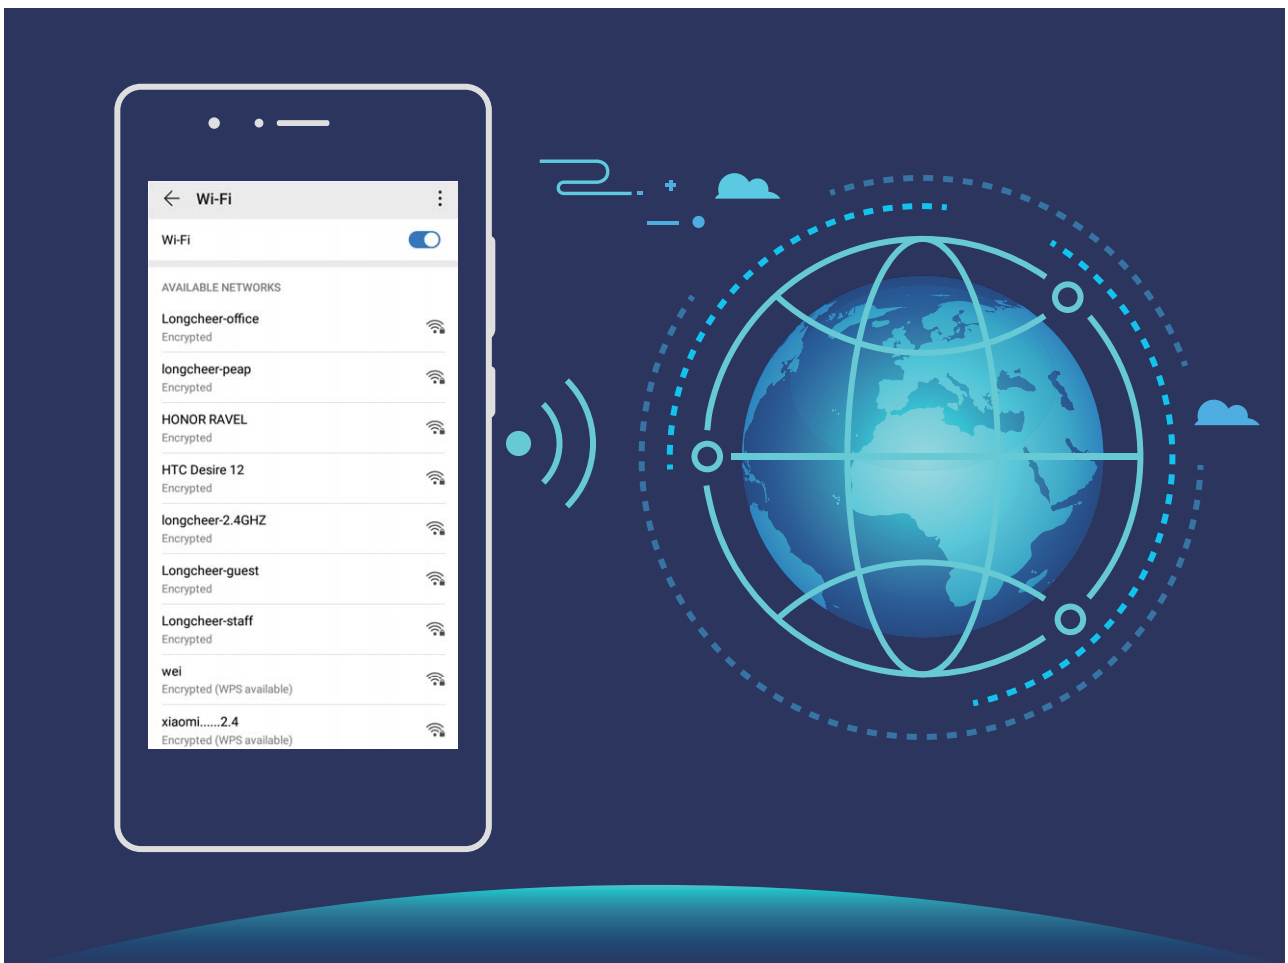 Wi-Fi
Wi-Fi
AVAILABLE NETWORKS
Longcheer-office
Encrypted
longcheer-peap
Encrypted
HONOR RAVEL
Encrypted
HTC Desire 12
Encrypted
longcheer-2.4GHZ
Encrypted
Longcheer-guest
Encrypted
Longcheer-staff
Encrypted
wei
Encrypted (WPS available)
xiaomi......2.4
Encrypted (WPS available)